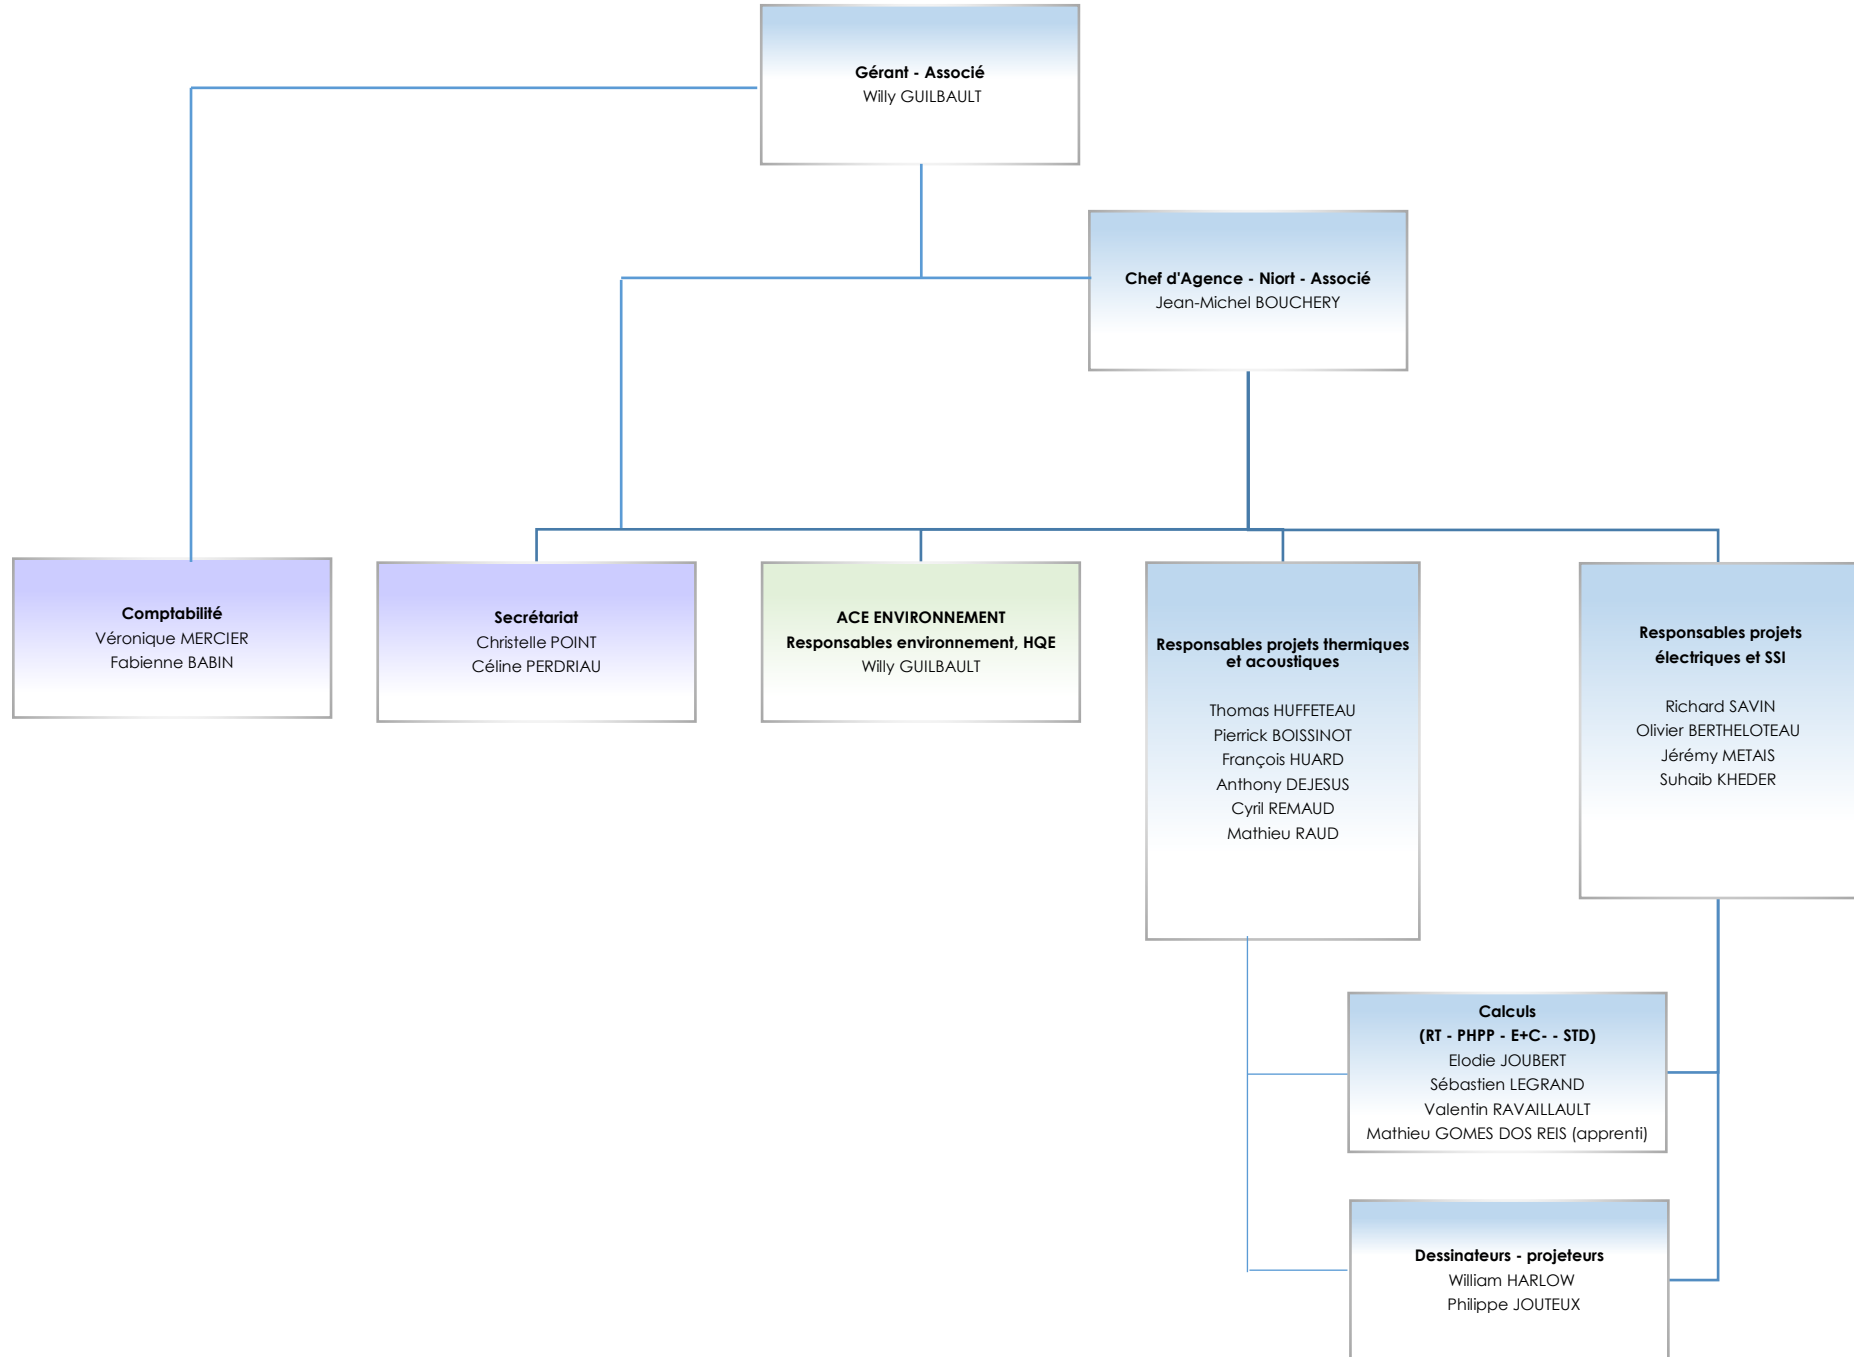 Gérant - Associé
Willy GUILBAULT
Chef d'Agence - Niort - Associé
Jean-Michel BOUCHERY
Comptabilité
Véronique MERCIER
Fabienne BABIN
Secrétariat
Christelle POINT
Céline PERDRIAU
ACE ENVIRONNEMENT
Responsables environnement, HQE
Willy GUILBAULT
Responsables projets thermiques
et acoustiques
Thomas HUFFETEAU
Pierrick BOISSINOT
François HUARD
Anthony DEJESUS
Cyril REMAUD
Mathieu RAUD
Responsables projets
électriques et SSI
Richard SAVIN
Olivier BERTHELOTEAU
Jérémy METAIS
Suhaib KHEDER
Calculs
(RT - PHPP - E+C- - STD)
Elodie JOUBERT
Sébastien LEGRAND
Valentin RAVAILLAULT
Mathieu GOMES DOS REIS (apprenti)
Dessinateurs - projeteurs
William HARLOW
Philippe JOUTEUX